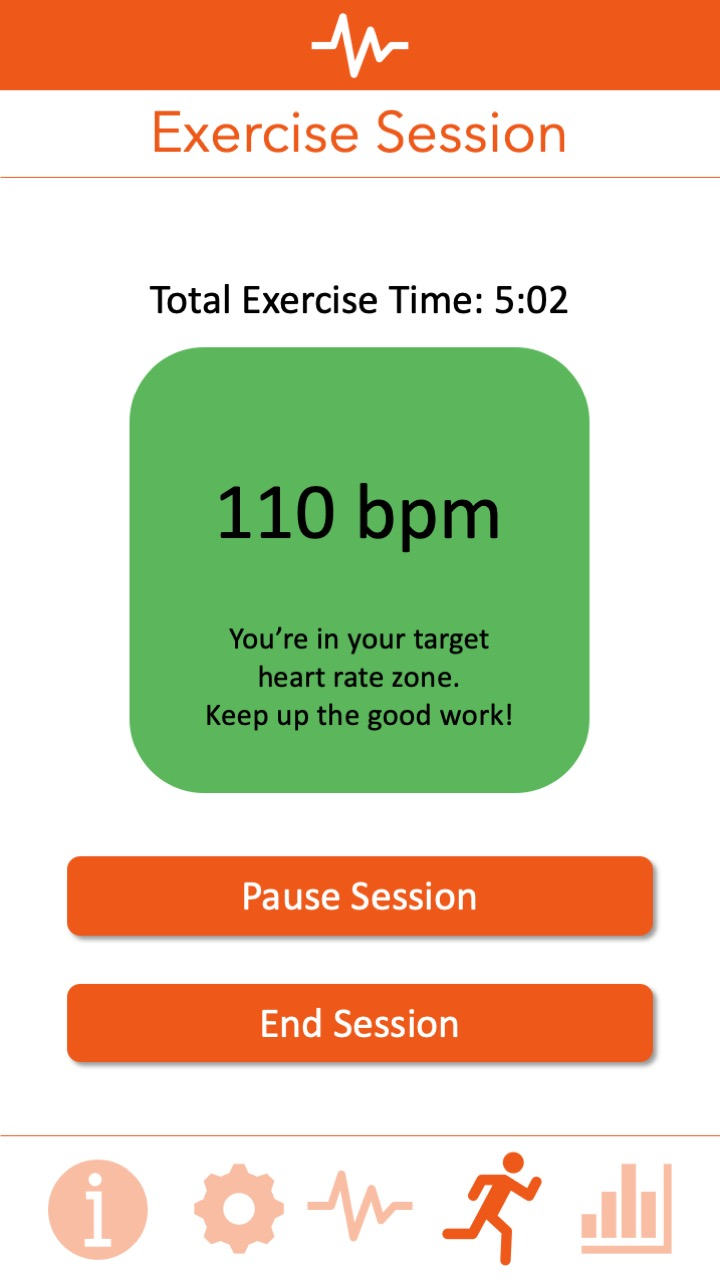 Exercise Session
Total Exercise Time: 5:02
110 bpm
You’re in your target
heart rate zone.
Keep up the good work!
Pause Session
End Session
i